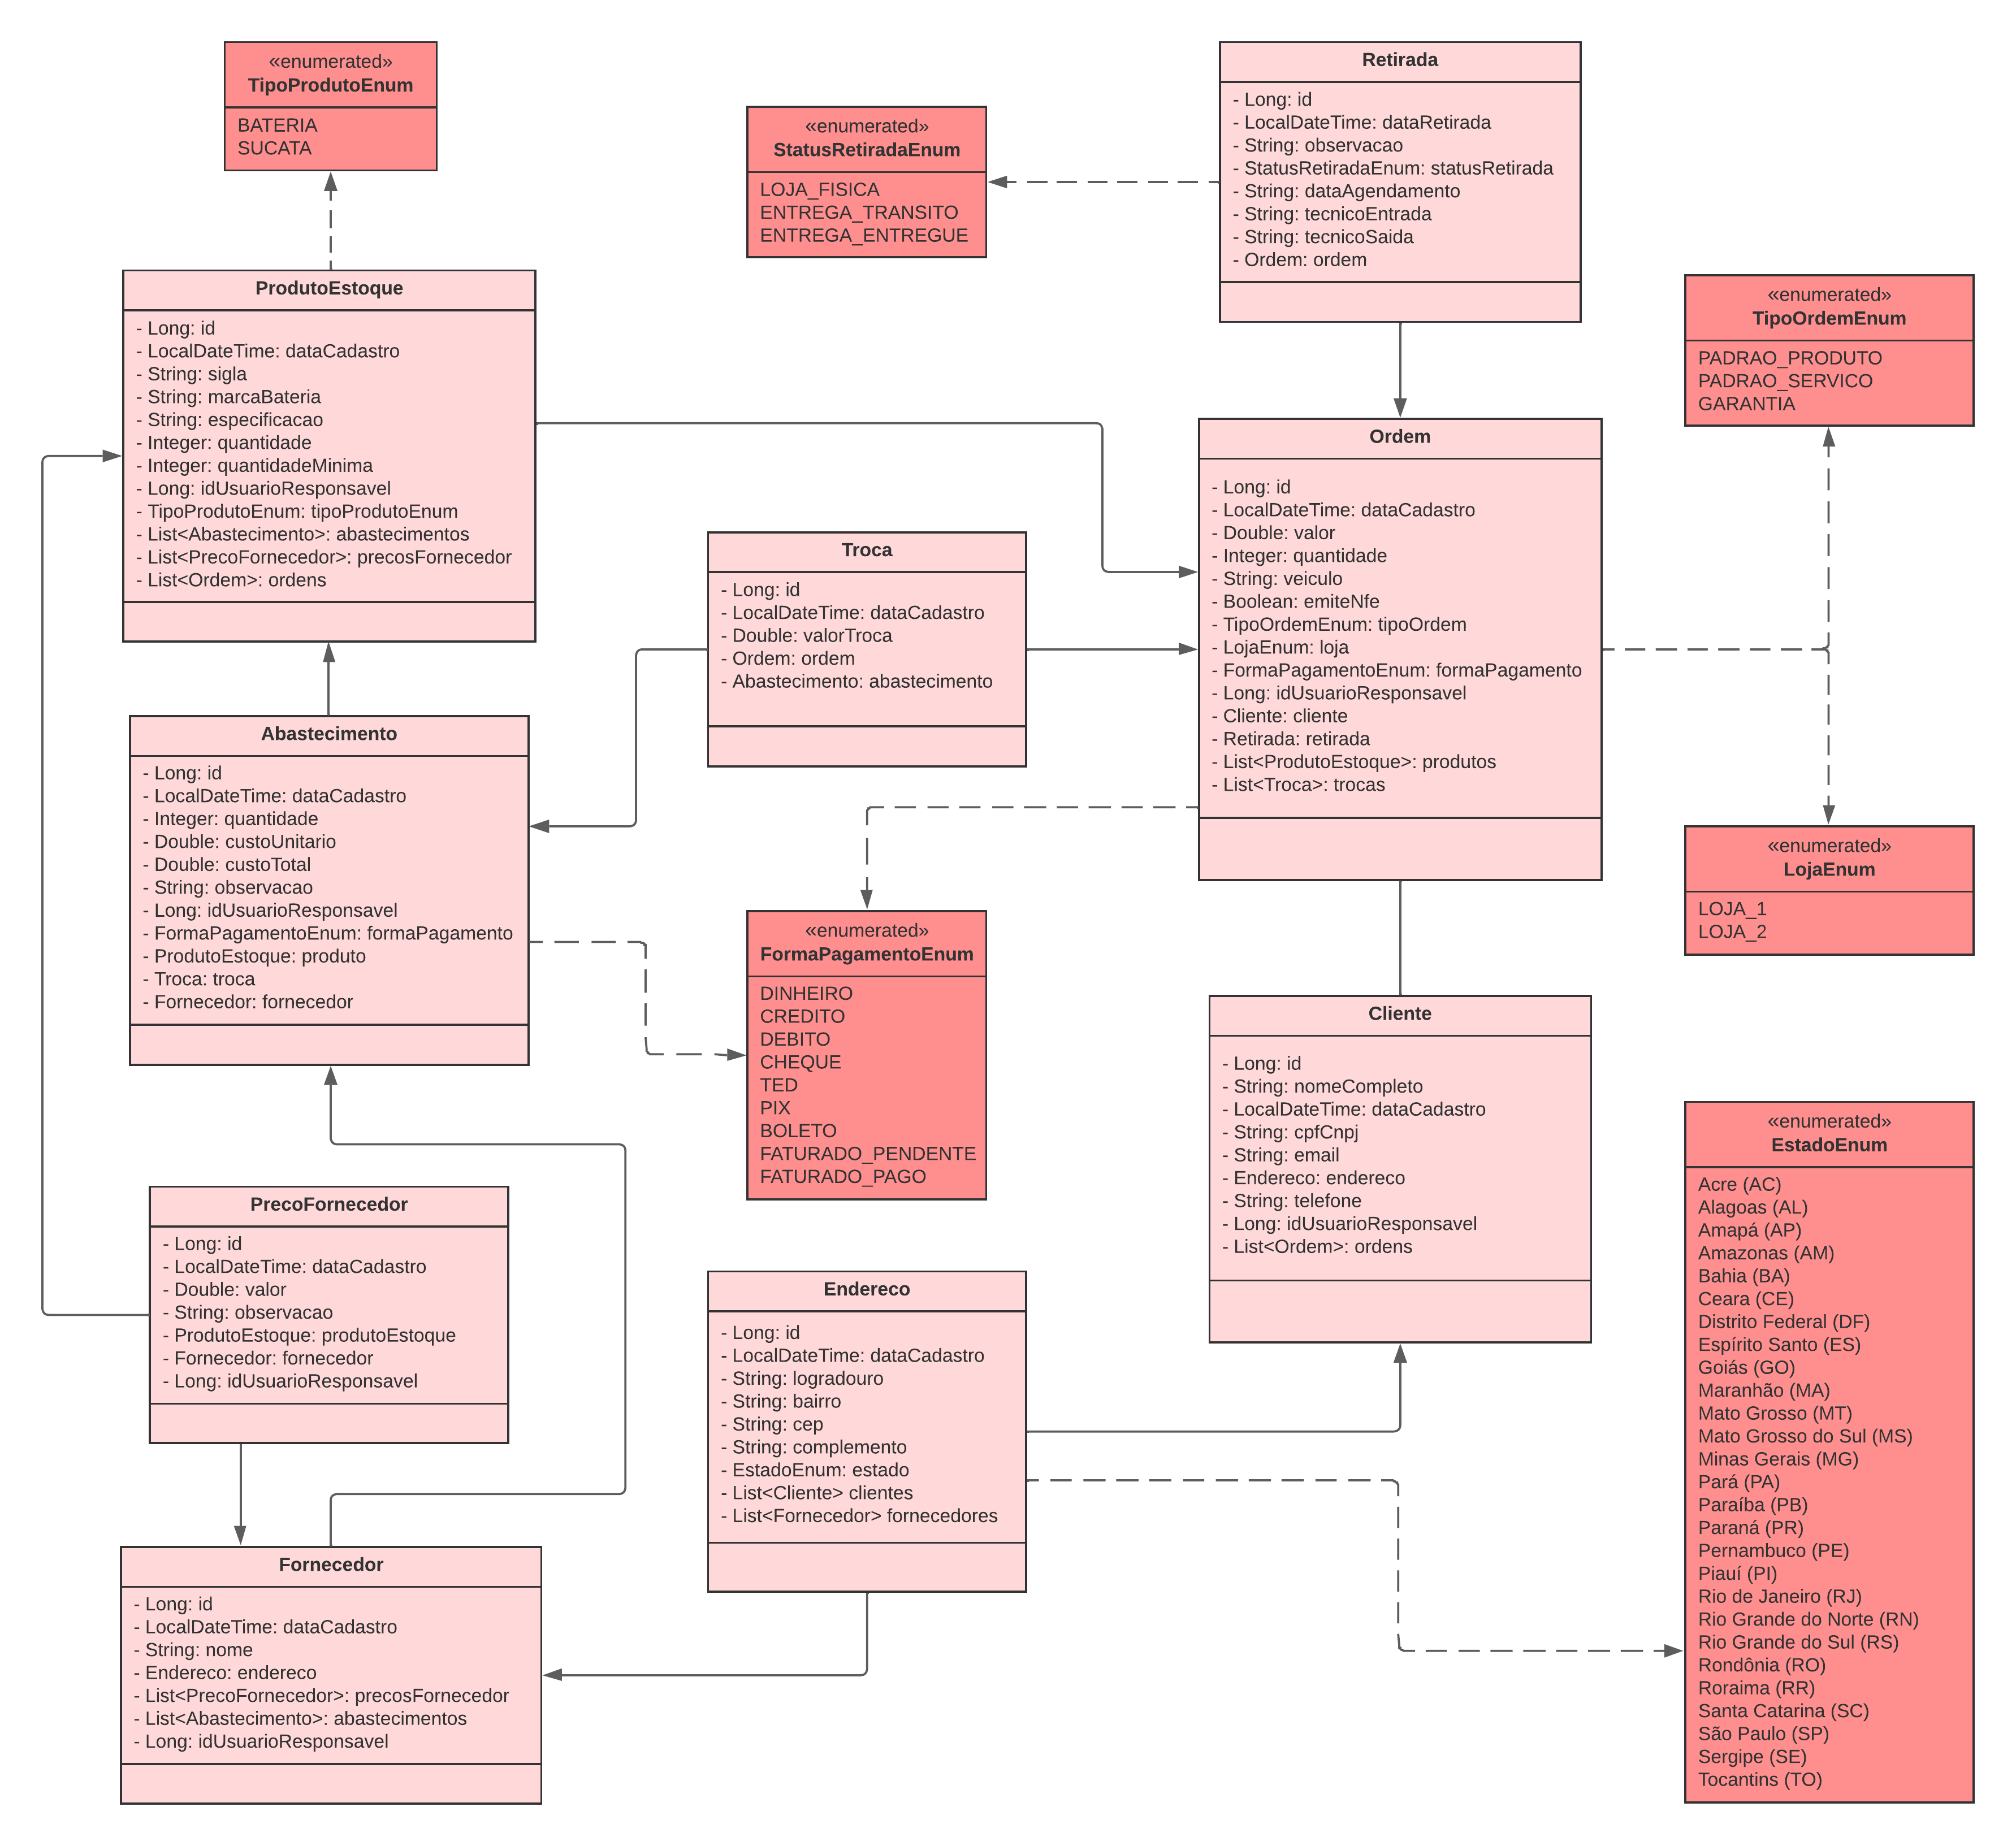 «enumerated»
TipoProdutoEnum
BATERIA
SUCATA
«enumerated»
StatusRetiradaEnum
LOJA_FISICA
ENTREGA_TRANSITO
ENTREGA_ENTREGUE
Retirada
- Long: id
- LocalDateTime: dataRetirada
- String: observacao
- StatusRetiradaEnum: statusRetirada
- String: dataAgendamento
- String: tecnicoEntrada
- String: tecnicoSaida
- Ordem: ordem
ProdutoEstoque
- Long: id
- LocalDateTime: dataCadastro
- String: sigla
- String: marcaBateria
- String: especificacao
- Integer: quantidade
- Integer: quantidadeMinima
- Long: idUsuarioResponsavel
- TipoProdutoEnum: tipoProdutoEnum
- List<Abastecimento>: abastecimentos
- List<PrecoFornecedor>: precosFornecedor
- List<Ordem>: ordens
«enumerated»
TipoOrdemEnum
PADRAO_PRODUTO
PADRAO_SERVICO
GARANTIA
Ordem
- Long: id
- LocalDateTime: dataCadastro
- Double: valor
- Integer: quantidade
- String: veiculo
- Boolean: emiteNfe
- TipoOrdemEnum: tipoOrdem
- LojaEnum: loja
- FormaPagamentoEnum: formaPagamento
- Long: idUsuarioResponsavel
- Cliente: cliente
- Retirada: retirada
- List<ProdutoEstoque>: produtos
- List<Troca>: trocas
Troca
- Long: id
- LocalDateTime: dataCadastro
- Double: valorTroca
- Ordem: ordem
- Abastecimento: abastecimento
Abastecimento
- Long: id
- LocalDateTime: dataCadastro
- Integer: quantidade
- Double: custoUnitario
- Double: custoTotal
- String: observacao
- Long: idUsuarioResponsavel
- FormaPagamentoEnum: formaPagamento
- ProdutoEstoque: produto
- Troca: troca
- Fornecedor: fornecedor
«enumerated»
LojaEnum
LOJA_1
LOJA_2
«enumerated»
FormaPagamentoEnum
DINHEIRO
CREDITO
DEBITO
CHEQUE
TED
PIX
BOLETO
FATURADO_PENDENTE
FATURADO_PAGO
Cliente
- Long: id
- String: nomeCompleto
- LocalDateTime: dataCadastro
- String: cpfCnpj
- String: email
- Endereco: endereco
- String: telefone
- Long: idUsuarioResponsavel
- List<Ordem>: ordens
«enumerated»
EstadoEnum
Acre (AC)
Alagoas (AL)
Amapá (AP)
Amazonas (AM)
Bahia (BA)
Ceara (CE)
Distrito Federal (DF)
Espírito Santo (ES)
Goiás (GO)
Maranhão (MA)
Mato Grosso (MT)
Mato Grosso do Sul (MS)
Minas Gerais (MG)
Pará (PA)
Paraíba (PB)
Paraná (PR)
Pernambuco (PE)
Piauí (PI)
Rio de Janeiro (RJ)
Rio Grande do Norte (RN)
Rio Grande do Sul (RS)
Rondônia (RO)
Roraima (RR)
Santa Catarina (SC)
São Paulo (SP)
Sergipe (SE)
Tocantins (TO)
PrecoFornecedor
- Long: id
- LocalDateTime: dataCadastro
- Double: valor
- String: observacao
- ProdutoEstoque: produtoEstoque
- Fornecedor: fornecedor
- Long: idUsuarioResponsavel
Endereco
- Long: id
- LocalDateTime: dataCadastro
- String: logradouro
- String: bairro
- String: cep
- String: complemento
- EstadoEnum: estado
- List<Cliente> clientes
- List<Fornecedor> fornecedores
Fornecedor
- Long: id
- LocalDateTime: dataCadastro
- String: nome
- Endereco: endereco
- List<PrecoFornecedor>: precosFornecedor
- List<Abastecimento>: abastecimentos
- Long: idUsuarioResponsavel